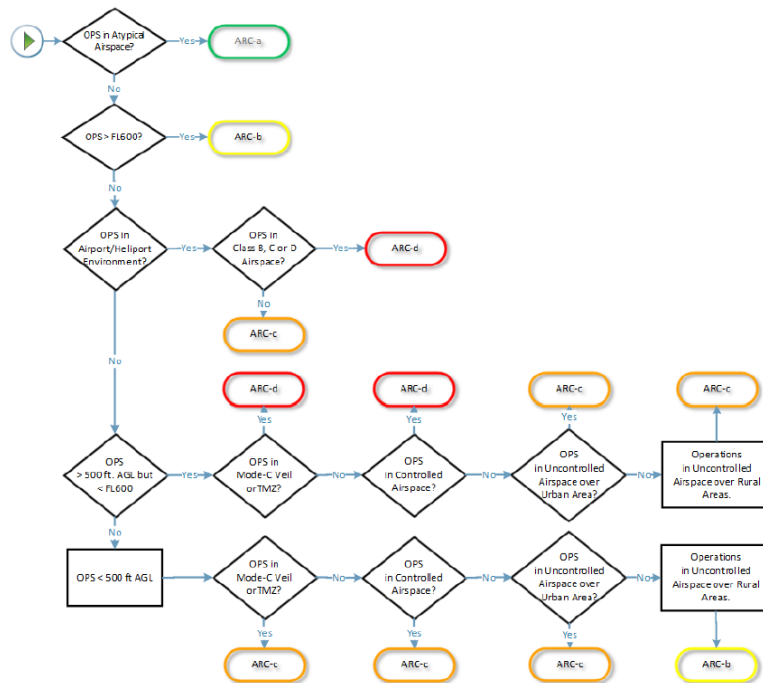 OPS in Atypical
Airspace?
Yes
ARC-a
No
OPS > FL600?
Yes
ARC-b
No
OPS in
Airport/Heliport
Environment?
Yes
OPS in
Class B, C or D
Airspace?
Yes
ARC-d
No
ARC-c
No
ARC-d
ARC-d
ARC-c
ARC-c
Yes
Yes
Yes
OPS
> 500 ft. AGL but
< FL600
Yes
OPS in
Mode-C Veil
or TMZ?
No
OPS
in Controlled
Airspace?
No
OPS
in Uncontrolled
Airspace over
Urban Area?
No
Operations
in Uncontrolled
Airspace over Rural
Areas.
No
OPS < 500 ft AGL
OPS in
Mode-C Veil
or TMZ?
No
OPS
in Controlled
Airspace?
No
OPS
in Uncontrolled
Airspace over
Urban Area?
No
Operations
in Uncontrolled
Airspace over Rural
Areas.
Yes
Yes
Yes
ARC-c
ARC-c
ARC-c
ARC-b